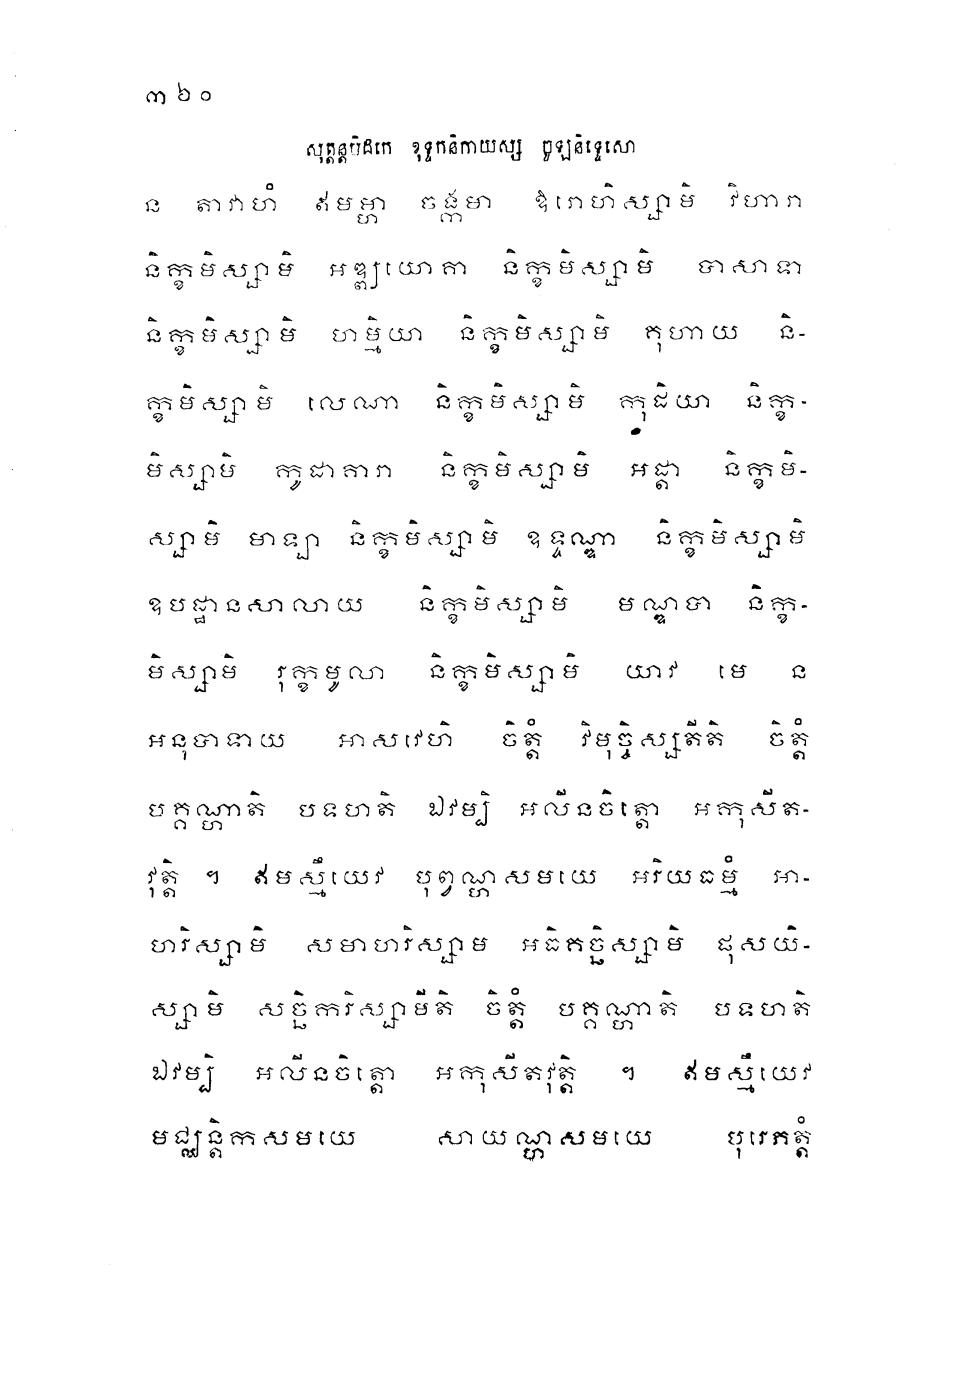 ៣៦០
សុត្តន្តបិដកេ ខុទ្ទកនិកាយស្ស ចូឡនិទ្ទេសោ
ន តាវាហំ ឥមម្ហា ចង្កមា ឱរោហិស្សាមិ វិហារា
និក្ខមិស្សាមិ អឌ្ឍយោគា និក្ខមិស្សាមិ បាសាទា
និក្ខមិស្សាមិ ហម្មិយា និក្ខមិស្សាមិ គុហាយ និ-
ក្ខមិស្សាមិ លេណា និក្ខមិស្សាមិ កុដិយា និក្ខ-
មិស្សាមិ កូដាគារា និក្ខមិស្សាមិ អដ្តា និក្ខមិ-
ស្សាមិ មាឡា និក្ខមិស្សាមិ ឧទ្ទណ្ឌា និក្ខមិស្សាមិ
ឧបដ្ឋានសាលាយ និក្ខមិស្សាមិ មណ្ឌបា និក្ខ-
មិស្សាមិ រុក្ខមូលា និក្ខមិស្សាមិ យាវ មេ ន
អនុបាទាយ អាសវេហិ ចិត្តំ វិមុច្ចិស្សតីតិ ចិត្តំ
បគ្គណ្ហាតិ បទហតិ ឯវម្បិ អលីនចិត្តោ អកុសីត-
វុត្តិ ។ ឥមស្មឹយេវ បុព្វណ្ហសមយេ អរិយធម្មំ អា-
ហរិស្សាមិ សមាហរិស្សាម អធិគច្ឆិស្សាមិ ផុសយិ-
ស្សាមិ សច្ឆិករិស្សាមីតិ ចិត្តំ បគ្គណ្ហាតិ បទហតិ
ឯវម្បិ អលីនចិត្តោ អកុសីតវុត្តិ ។ ឥមស្មឹយេវ
មជ្ឈន្តិកសមយេ សាយណ្ហសមយេ បុរេភត្តំ